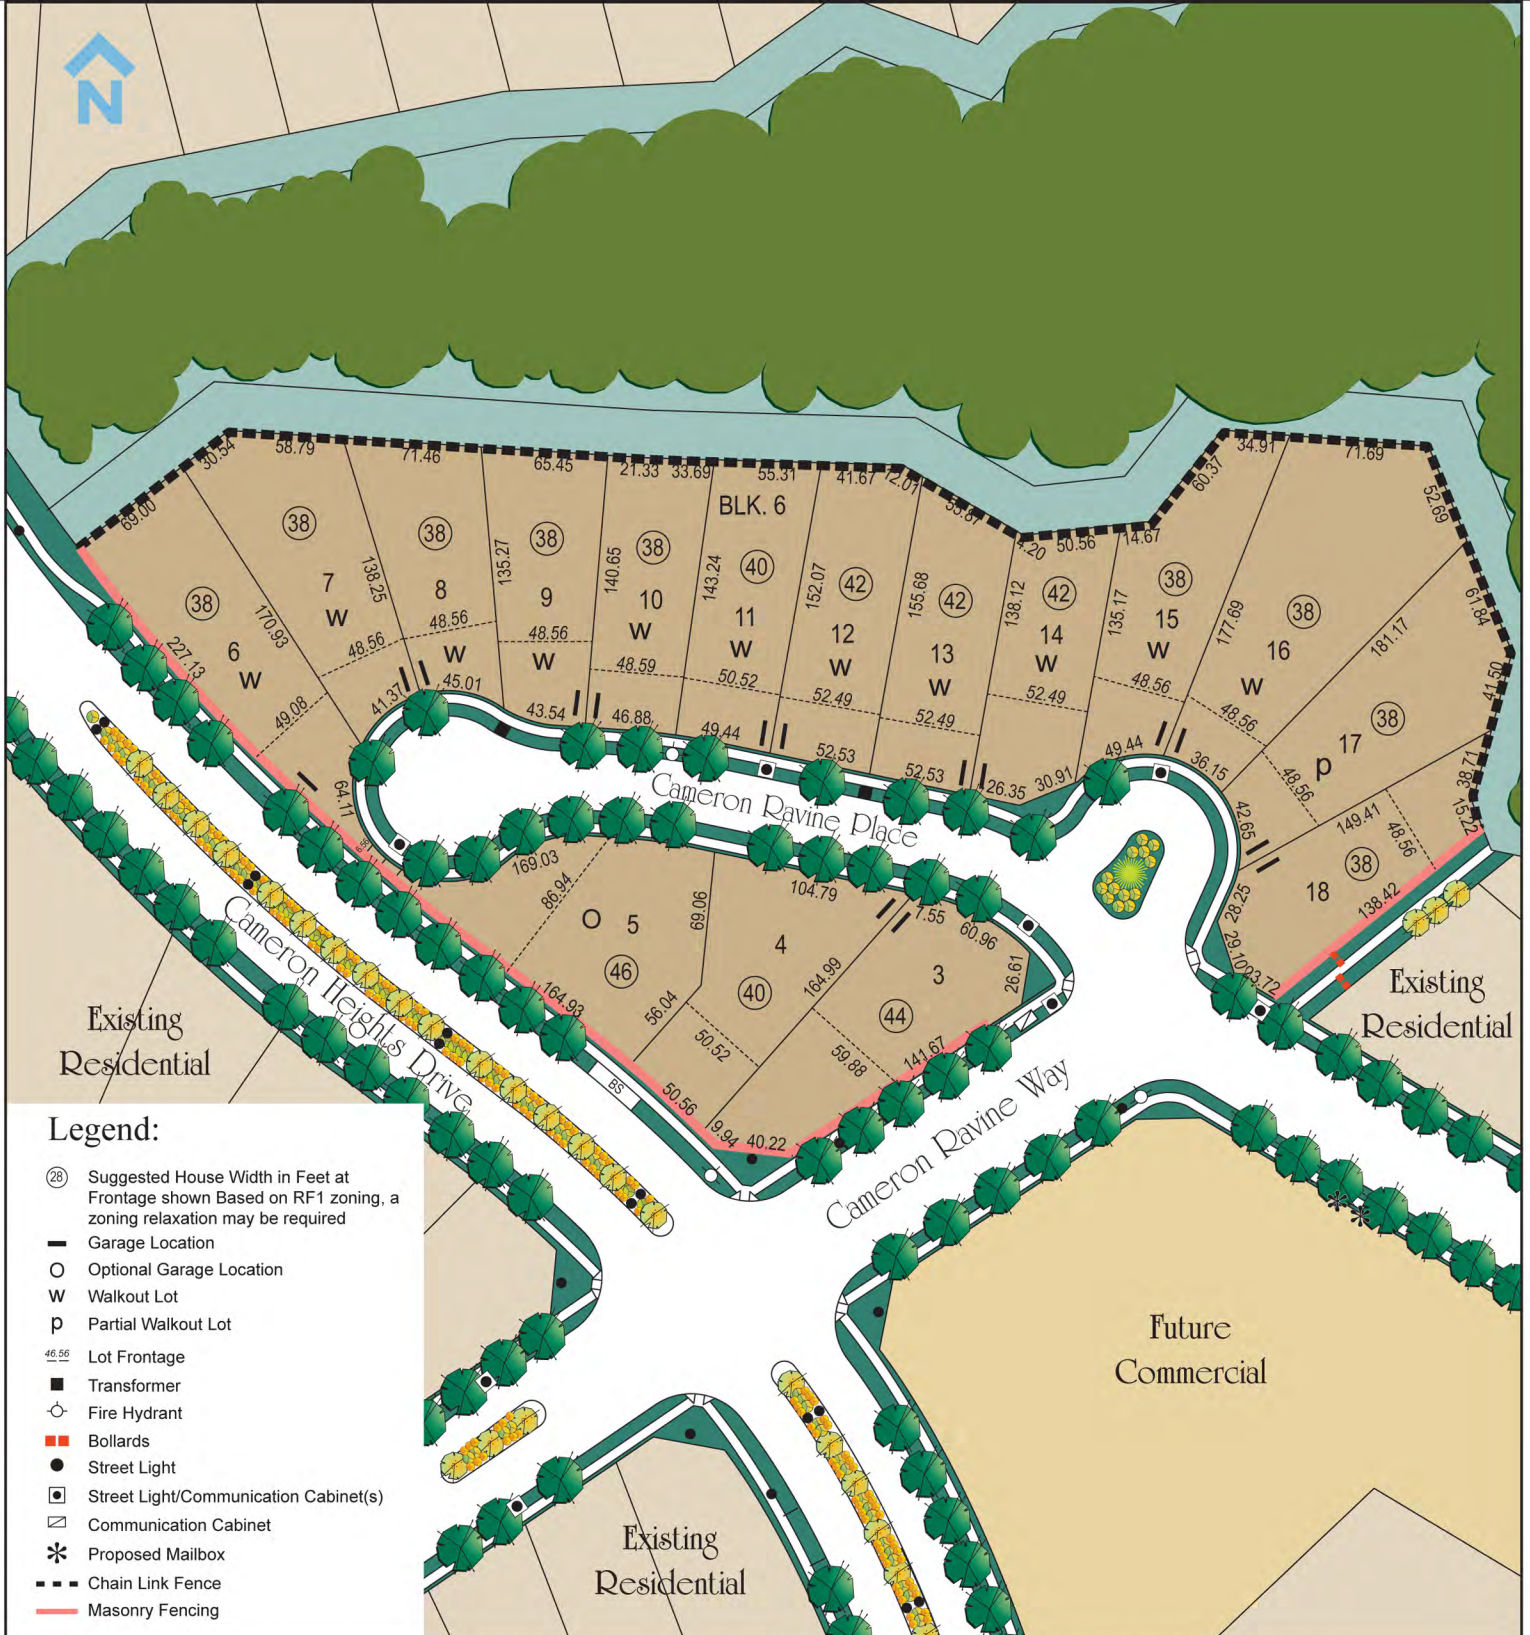 N
30.54
58.79
71.46
65.45
21.33
33.69
55.31
41.67
12.01
55.87
4.20
50.56
14.67
60.37
34.91
71.69
52.69
61.84
41.50
38.71
15.22
69.00
BLK. 6
38
38
38
38
38
40
42
42
42
38
38
38
38
227.13
170.93
138.25
135.27
140.65
143.24
152.07
155.68
138.12
135.17
177.69
181.17
149.41
138.42
6
W
7
W
8
W
9
W
10
W
11
W
12
W
13
W
14
W
15
W
16
W
17
p
18
49.08
48.56
48.56
48.56
48.59
50.52
52.49
52.49
52.49
48.56
48.56
48.56
48.56
64.11
41.37
45.01
43.54
46.88
49.44
52.53
52.53
26.35
30.91
49.44
36.15
42.65
28.25
29.10
23.72
6.56
Cameron Ravine Place
169.03
86.94
69.06
104.79
7.55
60.96
26.61
O 5
46
4
40
3
44
164.93
56.04
50.52
164.99
59.88
141.67
50.56
9.94
40.22
BS
Cameron Heights Drive
Cameron Ravine Way
Existing
Residential
Existing
Residential
Existing
Residential
Future
Commercial
Legend:
28 Suggested House Width in Feet at
Frontage shown Based on RF1 zoning, a
zoning relaxation may be required
Garage Location
O Optional Garage Location
W Walkout Lot
p Partial Walkout Lot
46.56 Lot Frontage
Transformer
Fire Hydrant
Bollards
Street Light
Street Light/Communication Cabinet(s)
Communication Cabinet
Proposed Mailbox
Chain Link Fence
Masonry Fencing